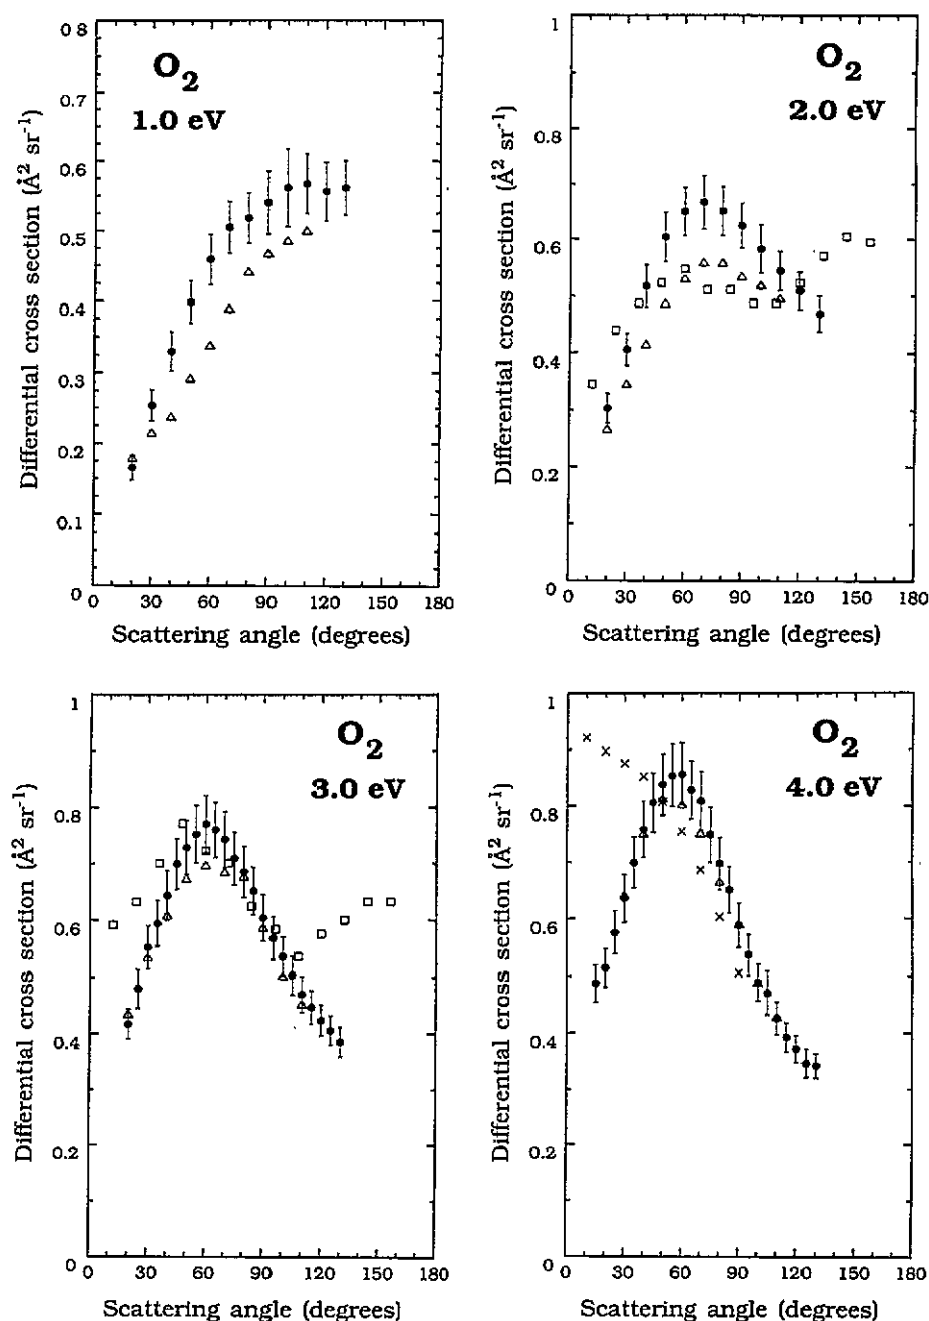 0 8
0.7
0.6
0.5
0.4
0.3
0.2
0.1
0
0 30 60 90 120 150 180
Differential cross section (Å² sr⁻¹)
Scattering angle (degrees)
O₂
1.0 eV
1
0.8
0.6
0.4
0.2
0
0 30 60 90 120 150 180
Differential cross section (Å² sr⁻¹)
Scattering angle (degrees)
O₂
2.0 eV
1
0.8
0.6
0.4
0.2
0
0 30 60 90 120 150 180
Differential cross section (Å² sr⁻¹)
Scattering angle (degrees)
O₂
3.0 eV
1
0.8
0.6
0.4
0.2
0
0 30 60 90 120 150 180
Differential cross section (Å² sr⁻¹)
Scattering angle (degrees)
O₂
4.0 eV